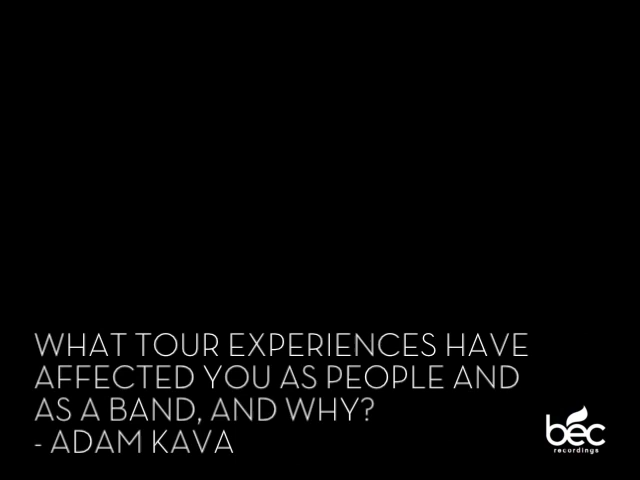 WHAT TOUR EXPERIENCES HAVE
AFFECTED YOU AS PEOPLE AND
AS A BAND, AND WHY?
- ADAM KAVA
bec
recordings